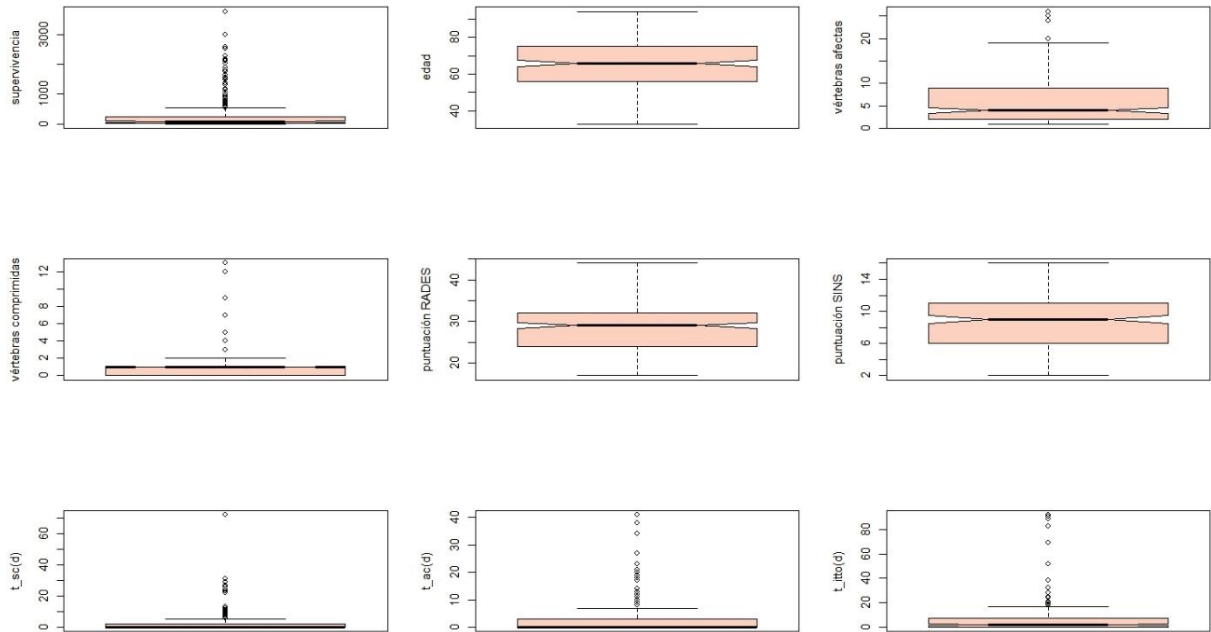 supervivencia
0 1000 3000
edad
40 60 80
vértebras afectas
0 5 10 20
vértebras comprimidas
0 2 4 6 8 12
puntuación RADES
20 30 40
puntuación SINS
2 6 10 14
t_sc(d)
0 20 40 60
t_ac(d)
0 10 20 30 40
t_itto(d)
0 20 40 60 80